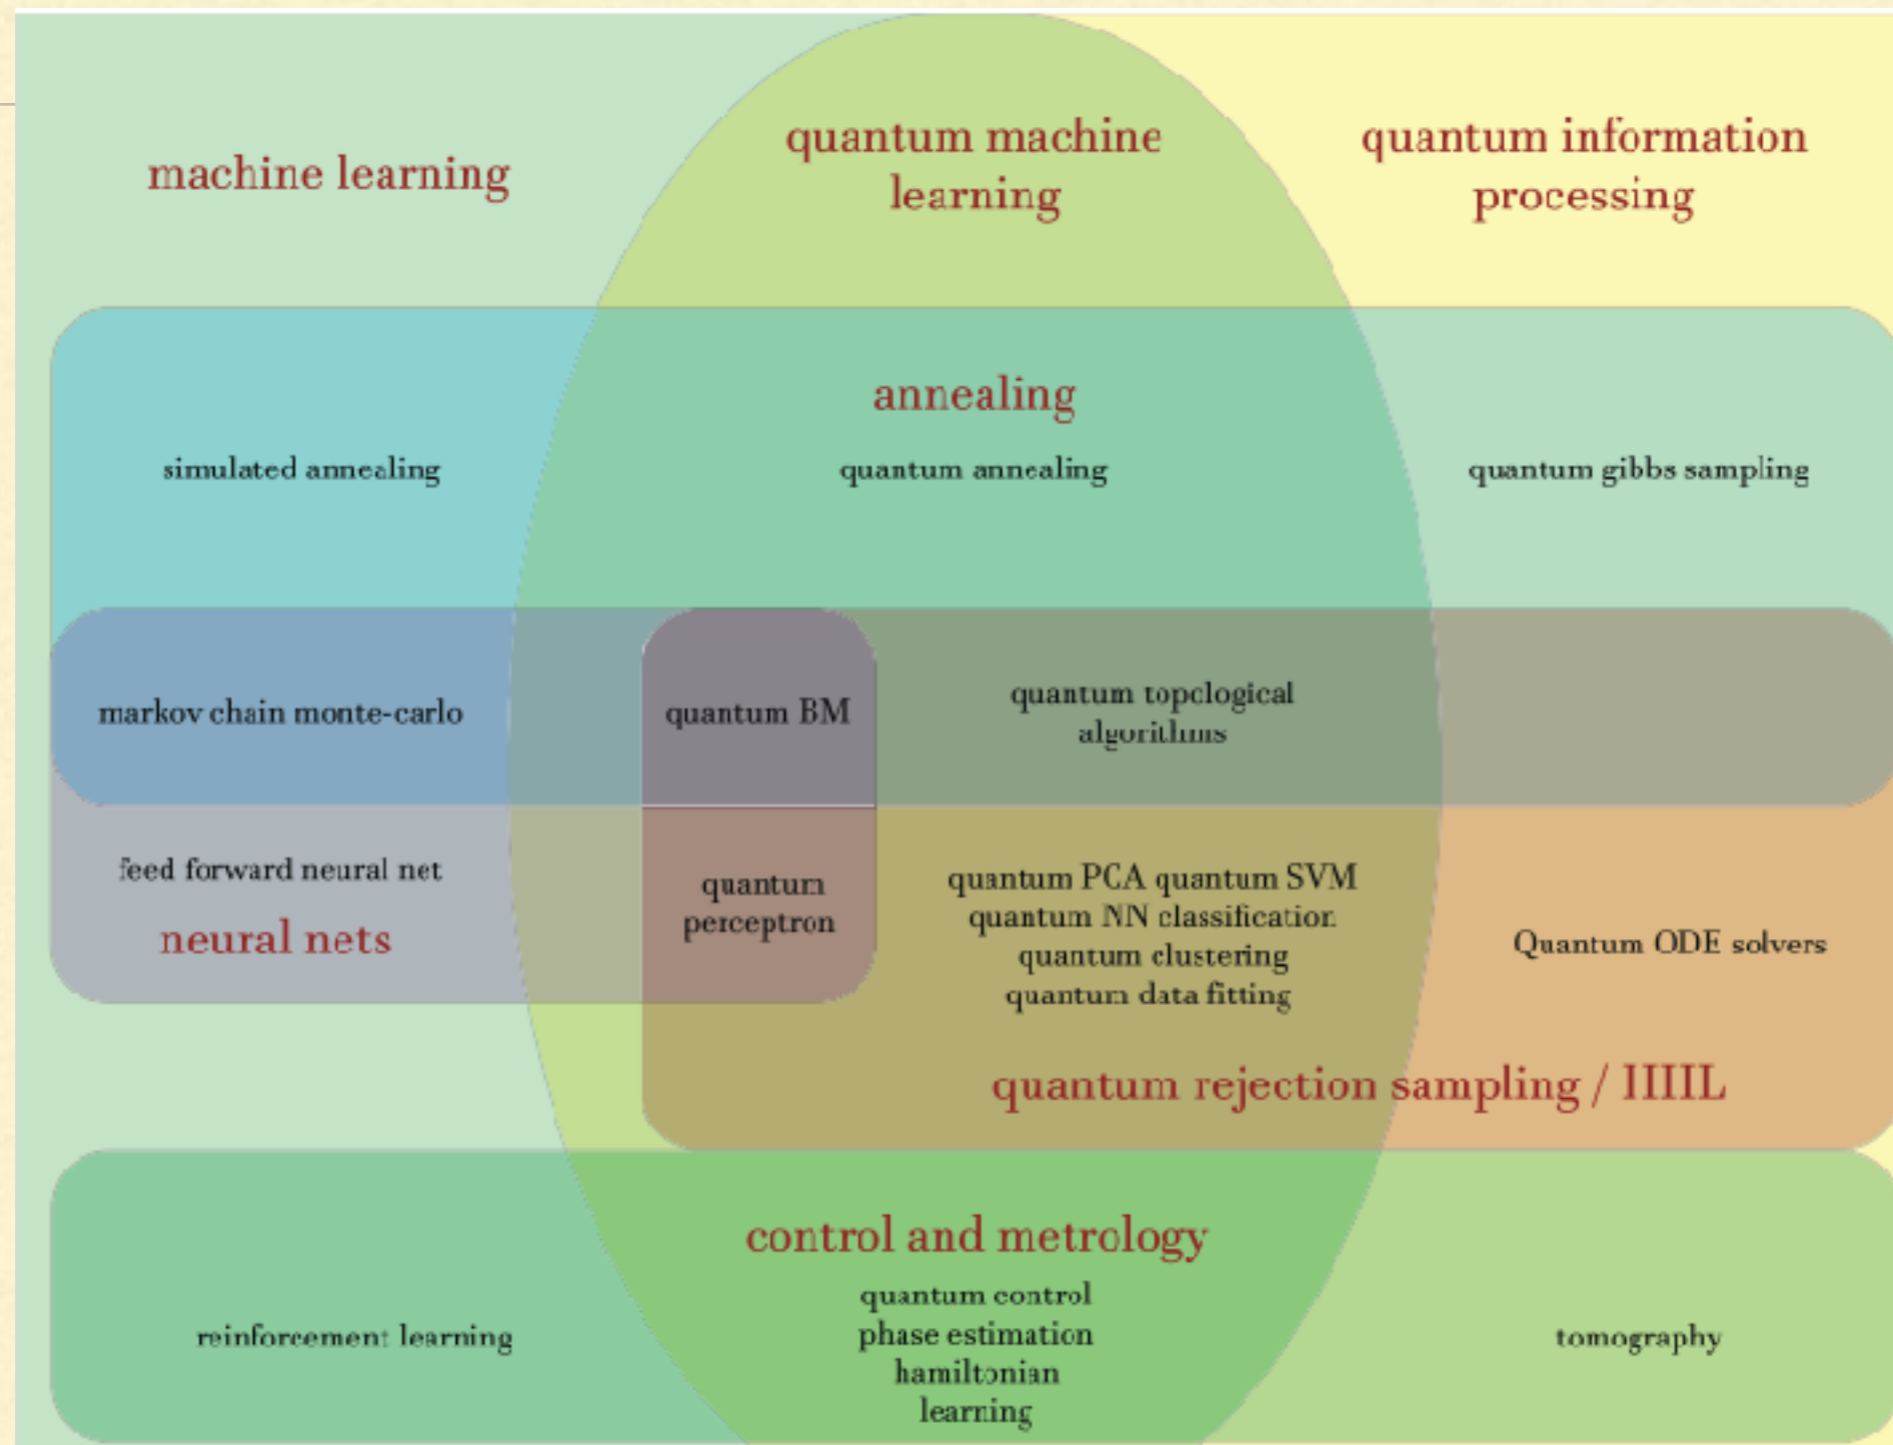 machine learning
quantum machine
learning
quantum information
processing
annealing
simulated annealing
quantum annealing
quantum gibbs sampling
markov chain monte-carlo
quantum BM
quantum topological
algorithms
feed forward neural net
neural nets
quantum
perceptron
quantum PCA quantum SVM
quantum NN classification
quantum clustering
quantum data fitting
Quantum ODE solvers
quantum rejection sampling /
control and metrology
quantum control
phase estimation
hamiltonian
learning
reinforcement learning
tomography